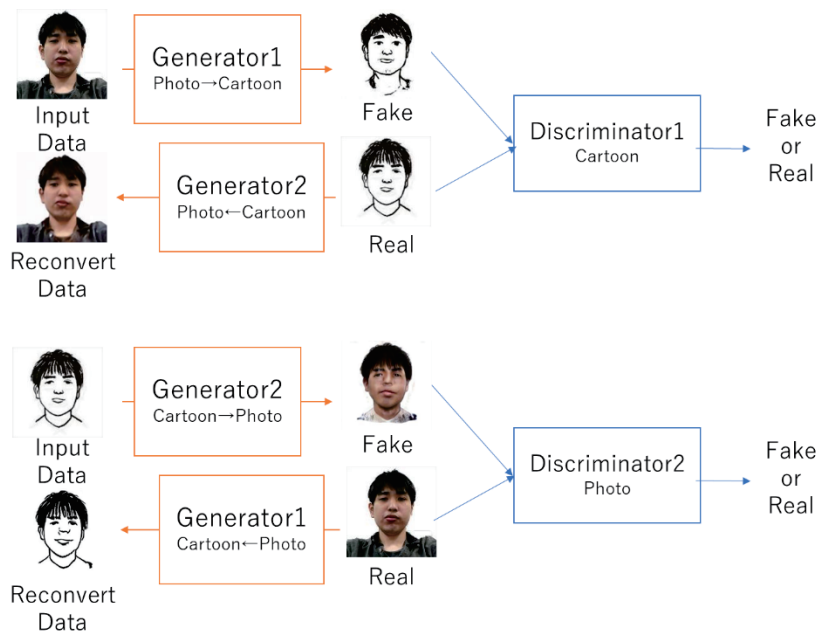 Generator1
Photo→Cartoon
Input
Data
Fake
Discriminator1
Cartoon
Fake
or
Real
Generator2
Photo←Cartoon
Reconvert
Data
Real
Generator2
Cartoon→Photo
Input
Data
Fake
Discriminator2
Photo
Fake
or
Real
Generator1
Cartoon←Photo
Reconvert
Data
Real